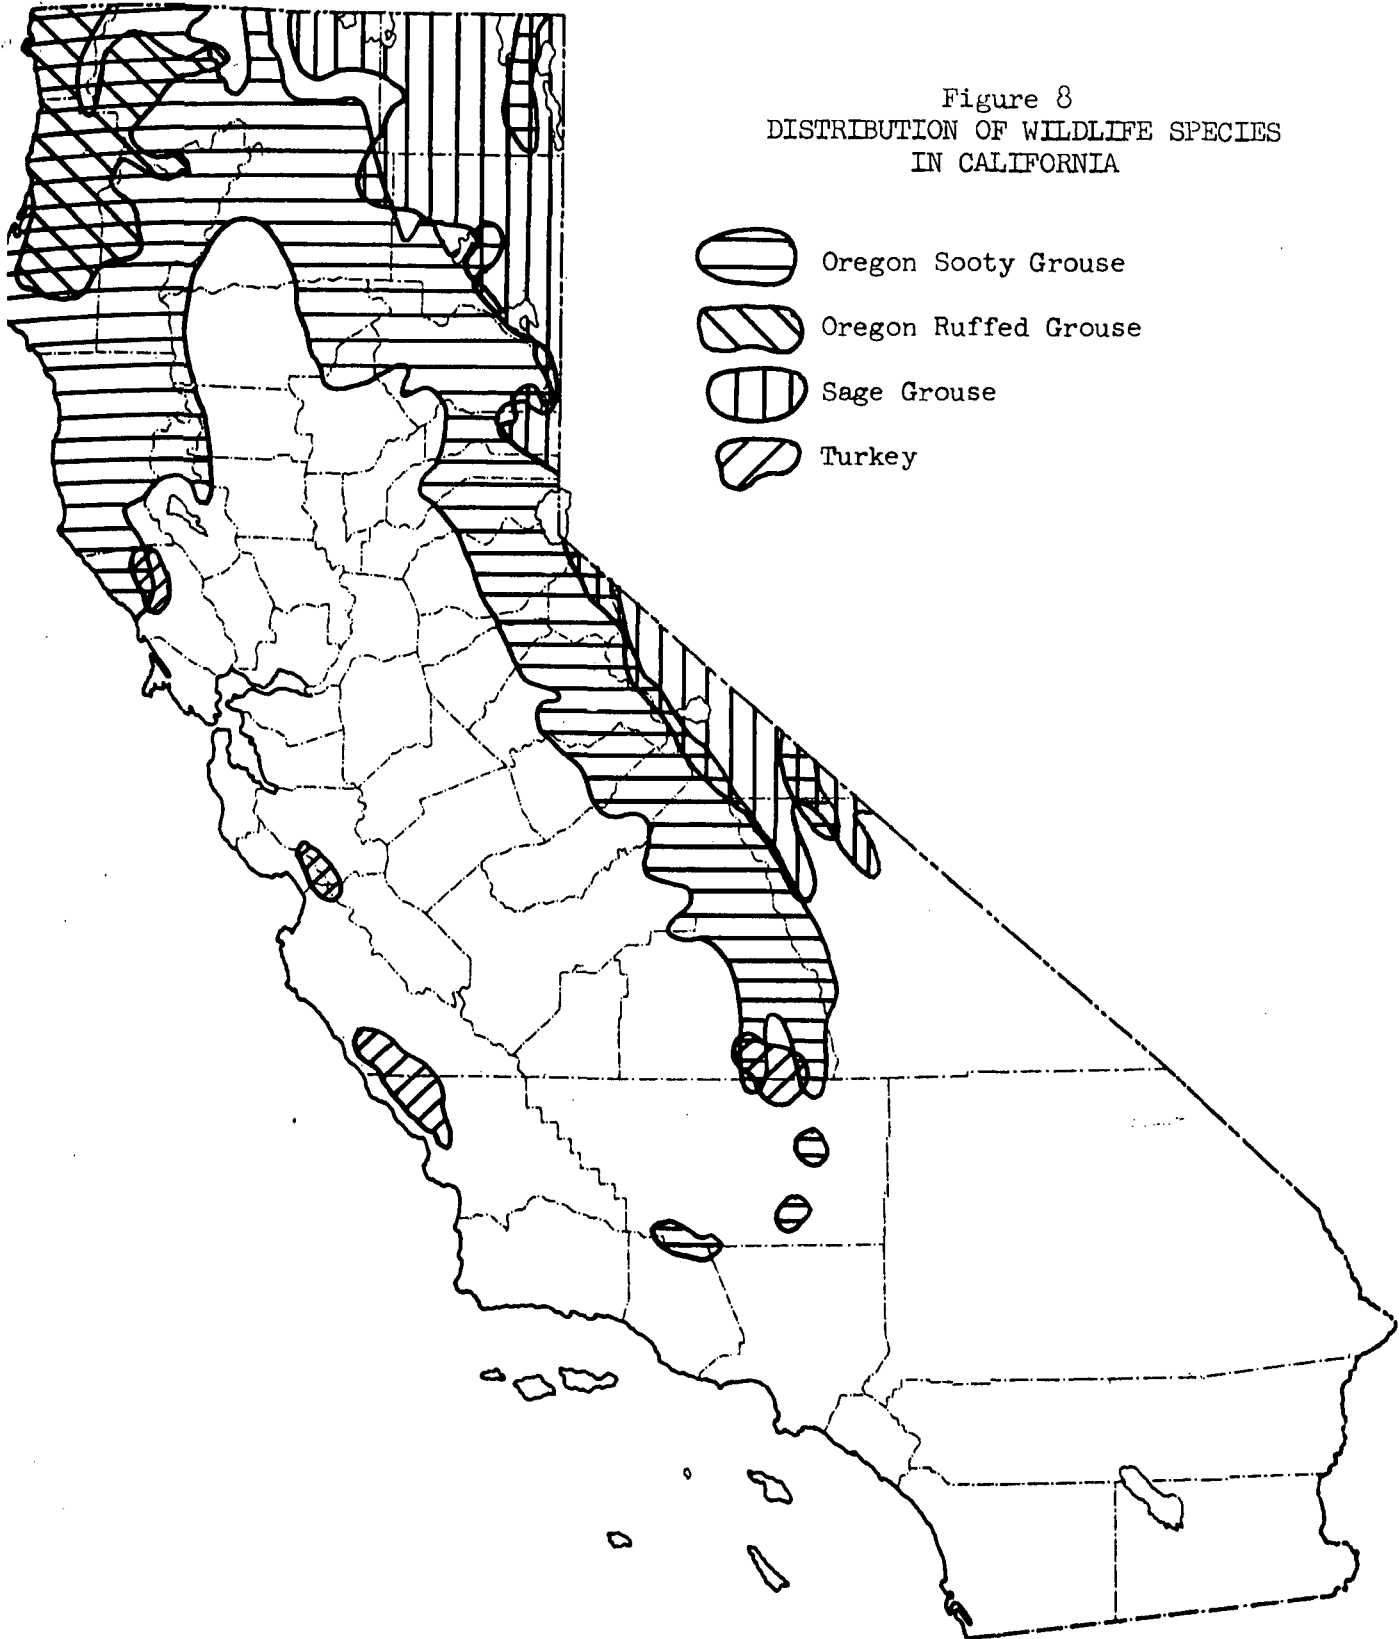 Figure 8
DISTRIBUTION OF WILDLIFE SPECIES
IN CALIFORNIA
Oregon Sooty Grouse
Oregon Ruffed Grouse
Sage Grouse
Turkey